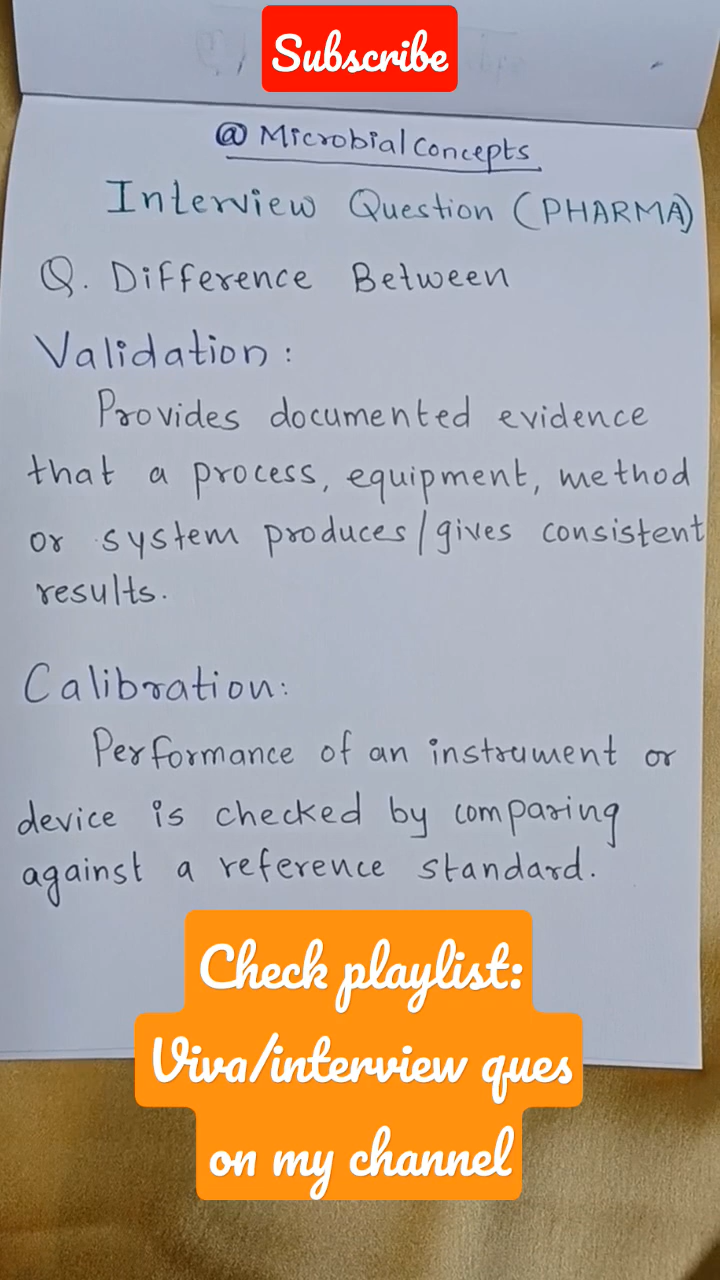 Subscribe
@ Microbial Concepts
Interview Question (PHARMA)
Q. Difference Between
Validation:
Provides documented evidence
that a process, equipment, method
or system produces/gives consistent
results.
Calibration:
Performance of an instrument or
device is checked by comparing
against a reference standard.
Check playlist:
Viva/interview ques
on my channel